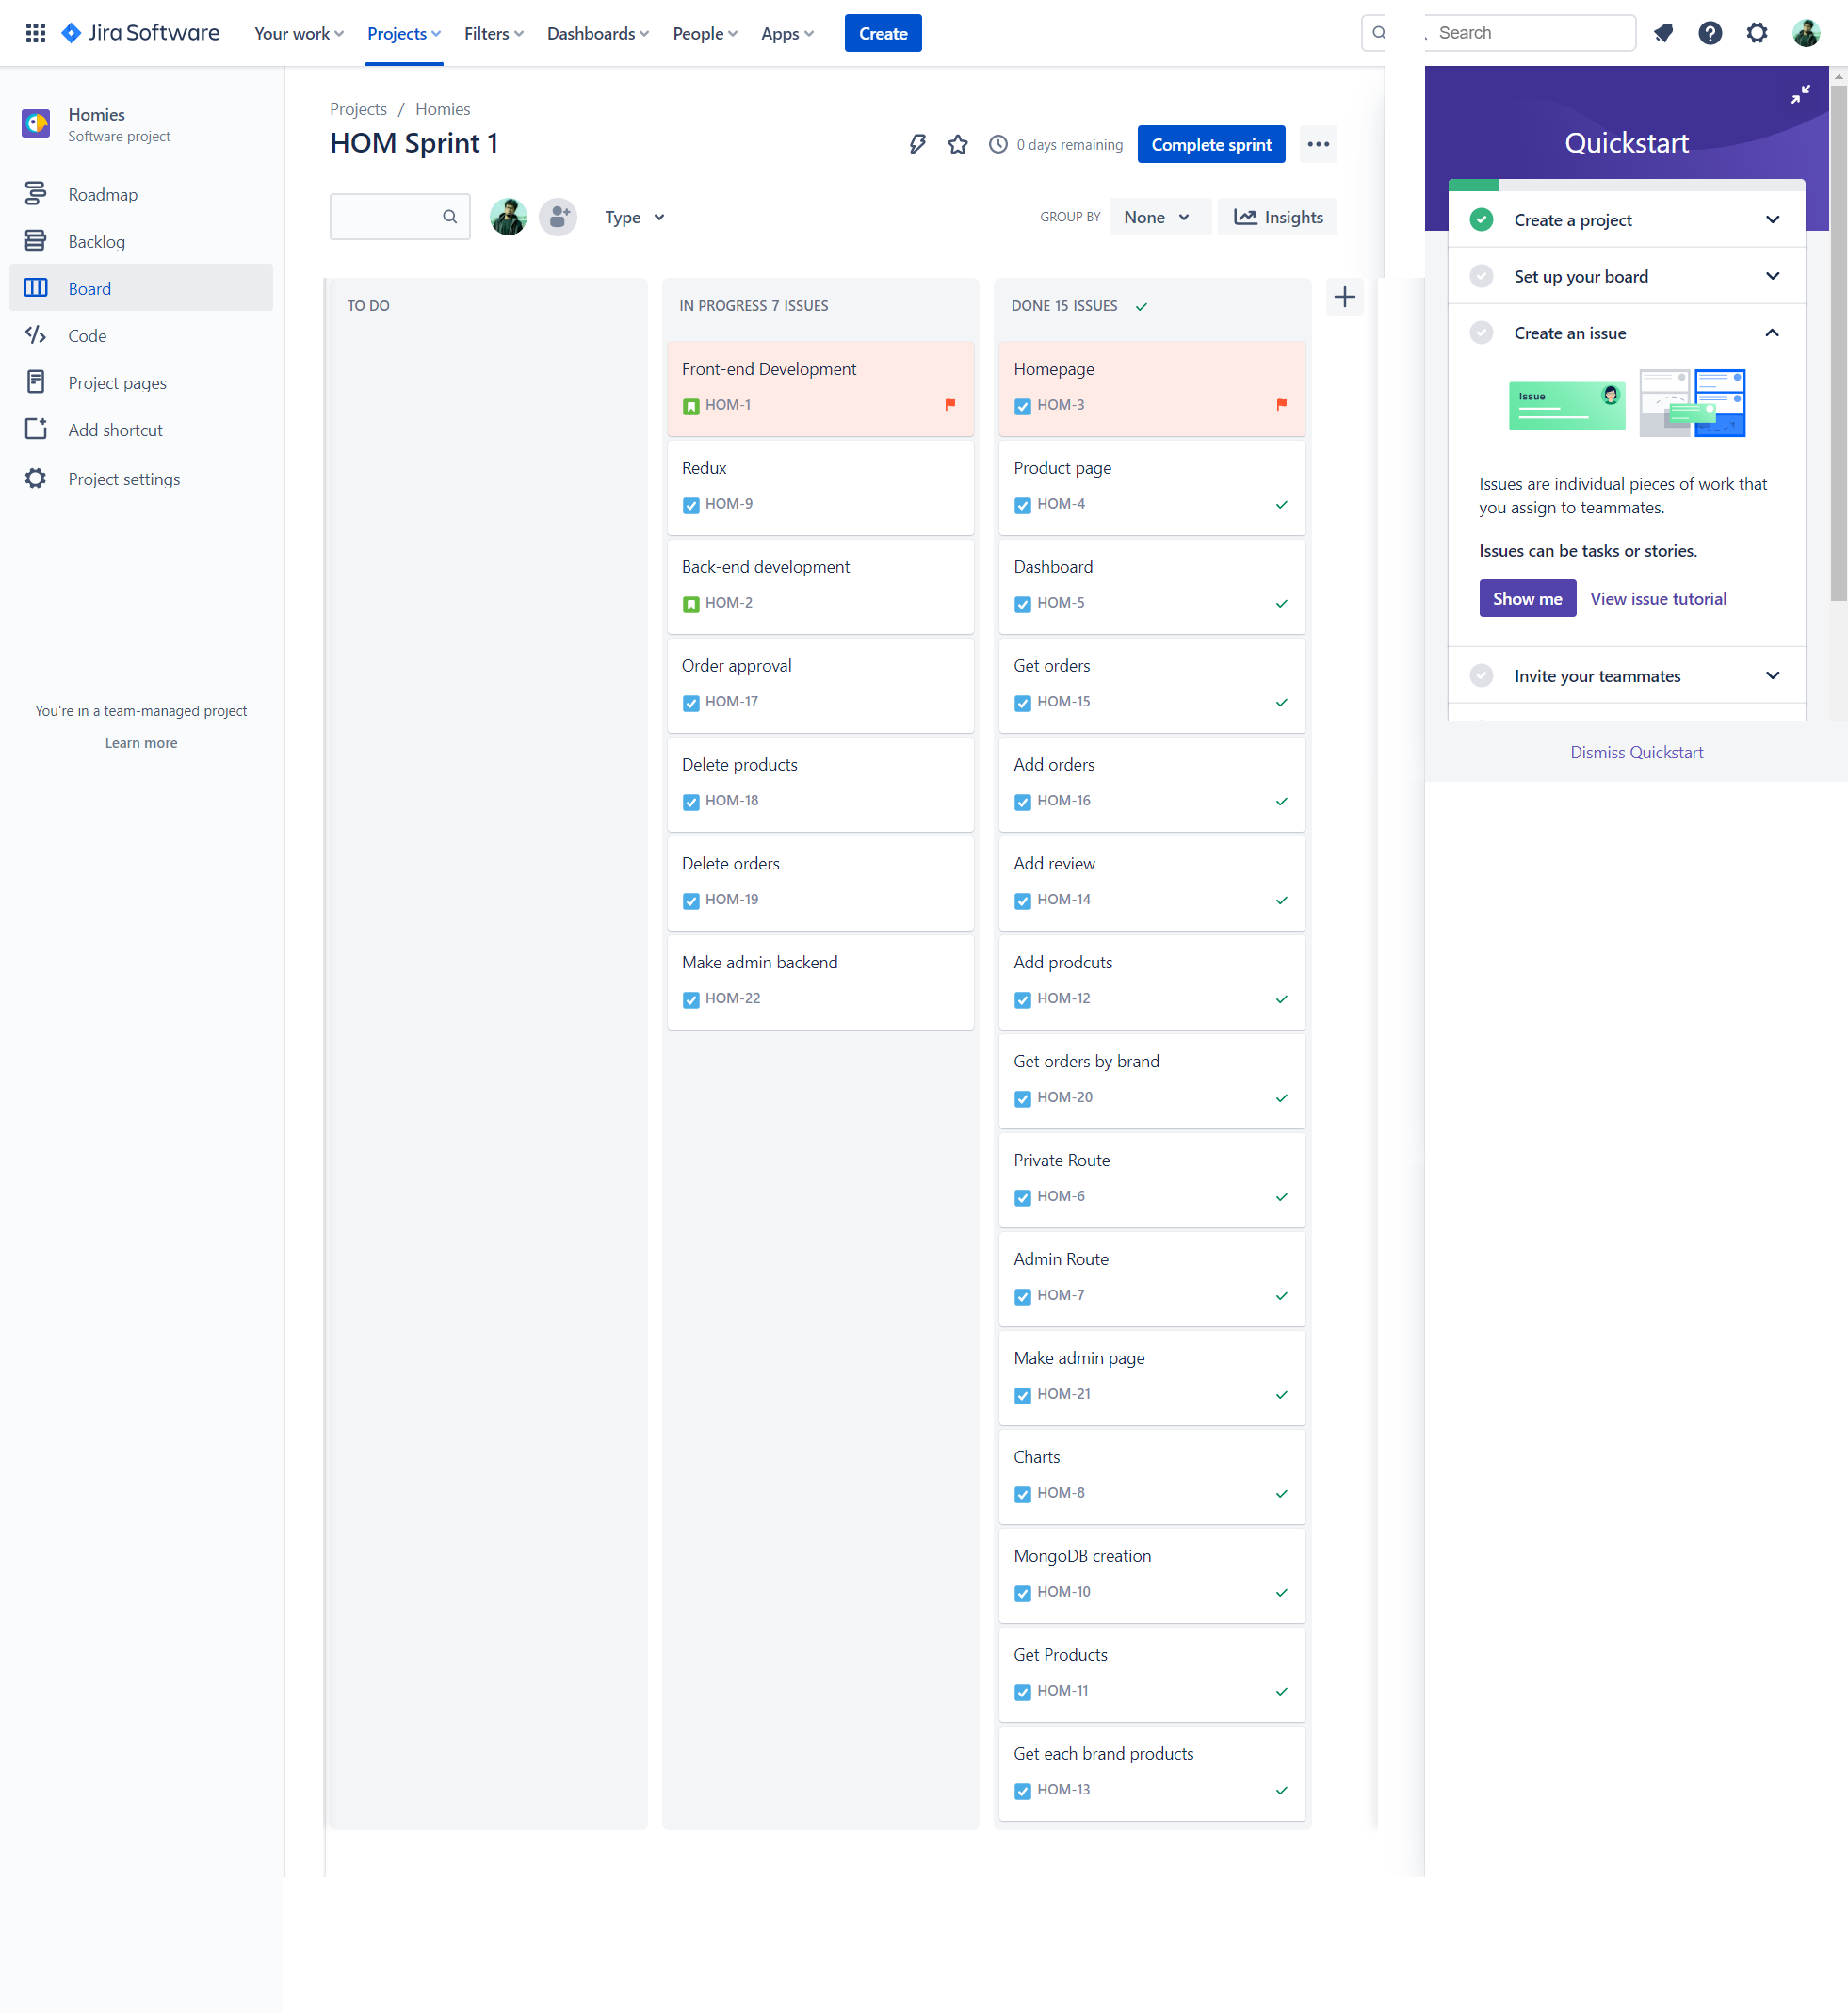 Jira Software
Your work
Projects
Filters
Dashboards
People
Apps
Create
Search
Homies
Software project
Roadmap
Backlog
Board
Code
Project pages
Add shortcut
Project settings
You're in a team-managed project
Learn more
Projects / Homies
HOM Sprint 1
0 days remaining
Complete sprint
Type
GROUP BY
None
Insights
TO DO
IN PROGRESS 7 ISSUES
Front-end Development
HOM-1
Redux
HOM-9
Back-end development
HOM-2
Order approval
HOM-17
Delete products
HOM-18
Delete orders
HOM-19
Make admin backend
HOM-22
DONE 15 ISSUES
Homepage
HOM-3
Product page
HOM-4
Dashboard
HOM-5
Get orders
HOM-15
Add orders
HOM-16
Add review
HOM-14
Add prodcuts
HOM-12
Get orders by brand
HOM-20
Private Route
HOM-6
Admin Route
HOM-7
Make admin page
HOM-21
Charts
HOM-8
MongoDB creation
HOM-10
Get Products
HOM-11
Get each brand products
HOM-13
Quickstart
Create a project
Set up your board
Create an issue
Issue
Issues are individual pieces of work that
you assign to teammates.
Issues can be tasks or stories.
Show me
View issue tutorial
Invite your teammates
Dismiss Quickstart